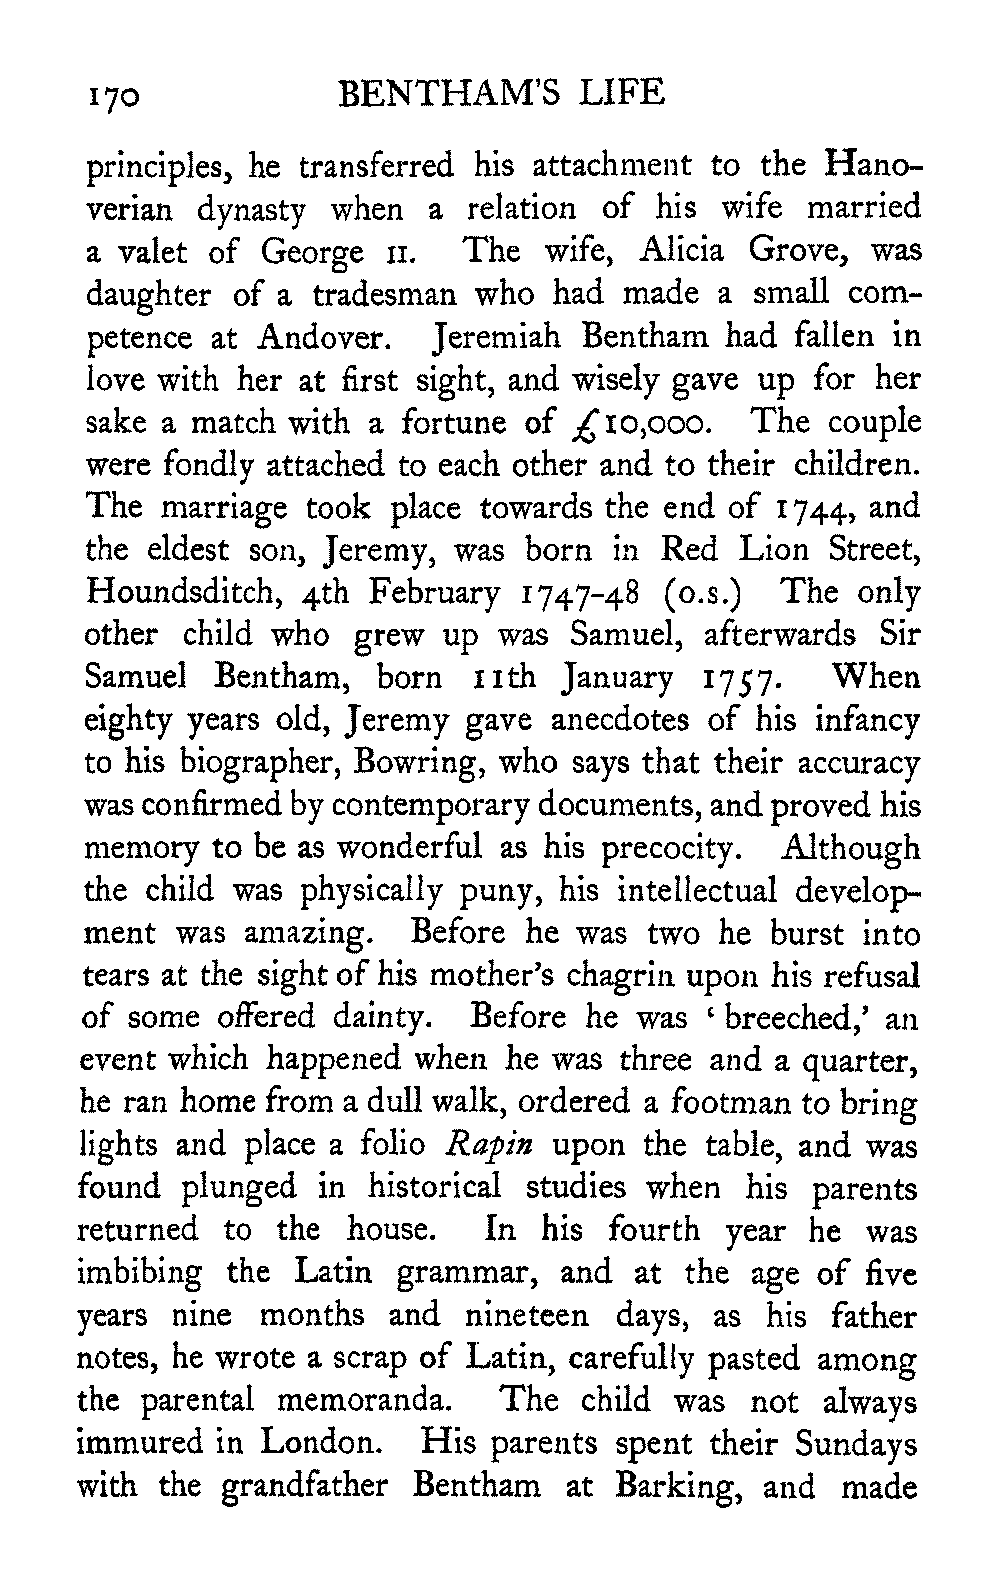 170 BENTHAM'S LIFE
principles, he transferred his attachment to the Hano-
verian dynasty when a relation of his wife married
a valet of George II. The wife, Alicia Grove, was
daughter of a tradesman who had made a small com-
petence at Andover. Jeremiah Bentham had fallen in
love with her at first sight, and wisely gave up for her
sake a match with a fortune of £10,000. The couple
were fondly attached to each other and to their children.
The marriage took place towards the end of 1744, and
the eldest son, Jeremy, was born in Red Lion Street,
Houndsditch, 4th February 1747-48 (o.s.) The only
other child who grew up was Samuel, afterwards Sir
Samuel Bentham, born 11th January 1757. When
eighty years old, Jeremy gave anecdotes of his infancy
to his biographer, Bowring, who says that their accuracy
was confirmed by contemporary documents, and proved his
memory to be as wonderful as his precocity. Although
the child was physically puny, his intellectual develop-
ment was amazing. Before he was two he burst into
tears at the sight of his mother's chagrin upon his refusal
of some offered dainty. Before he was ‘breeched,’ an
event which happened when he was three and a quarter,
he ran home from a dull walk, ordered a footman to bring
lights and place a folio Rapin upon the table, and was
found plunged in historical studies when his parents
returned to the house. In his fourth year he was
imbibing the Latin grammar, and at the age of five
years nine months and nineteen days, as his father
notes, he wrote a scrap of Latin, carefully pasted among
the parental memoranda. The child was not always
immured in London. His parents spent their Sundays
with the grandfather Bentham at Barking, and made